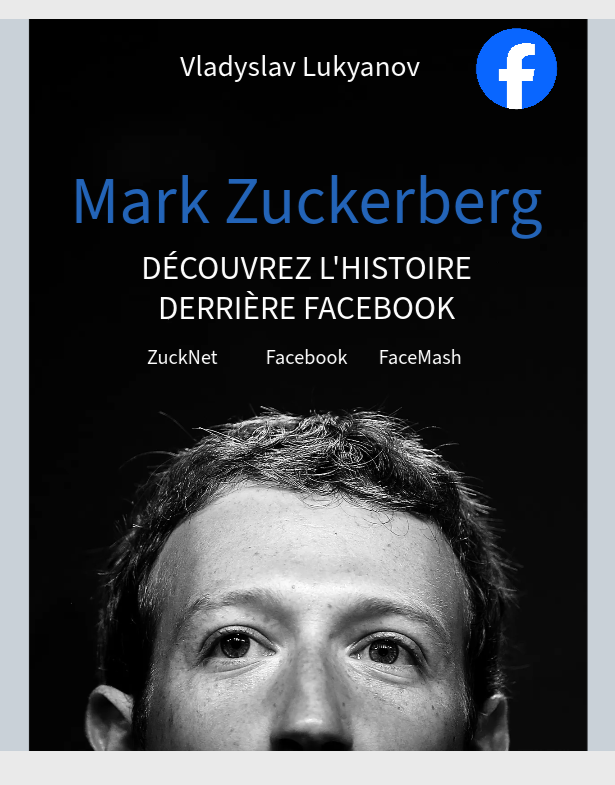 Vladyslav Lukyanov
Mark Zuckerberg
DÉCOUVREZ L'HISTOIRE
DERRIÈRE FACEBOOK
ZuckNet Facebook FaceMash